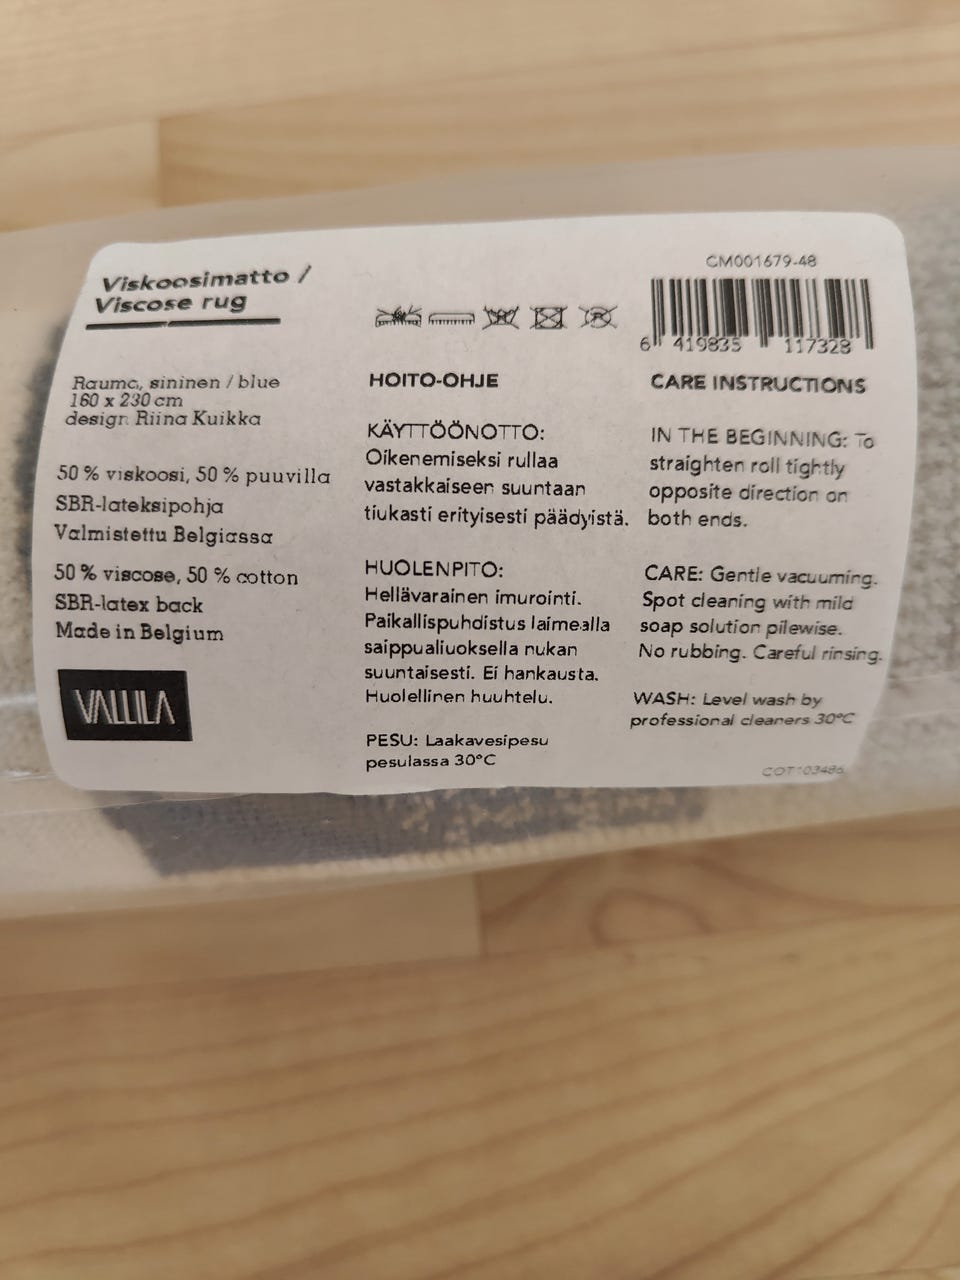 Viskoosimatto /
Viscose rug
Rauma, sininen / blue
160 x 230 cm
design Riina Kuikka
50 % viskoosi, 50 % puuvilla
SBR-lateksipohja
Valmistettu Belgiassa
50 % viscose, 50 % cotton
SBR-latex back
Made in Belgium
VALLILA
HOITO-OHJE
KÄYTTÖÖNOTTO:
Oikenemiseksi rullaa
vastakkaiseen suuntaan
tiukasti erityisesti päädyistä.
HUOLENPITO:
Hellävarainen imurointi.
Paikallispuhdistus laimealla
saippualiuoksella nukan
suuntaisesti. Ei hankausta.
Huolellinen huuhtelu.
PESU: Laakavesipesu
pesulassa 30°C
CM001679-48
6 419835 117328
CARE INSTRUCTIONS
IN THE BEGINNING: To
straighten roll tightly
opposite direction on
both ends.
CARE: Gentle vacuuming.
Spot cleaning with mild
soap solution pilewise.
No rubbing. Careful rinsing.
WASH: Level wash by
professional cleaners 30°C
COT103486